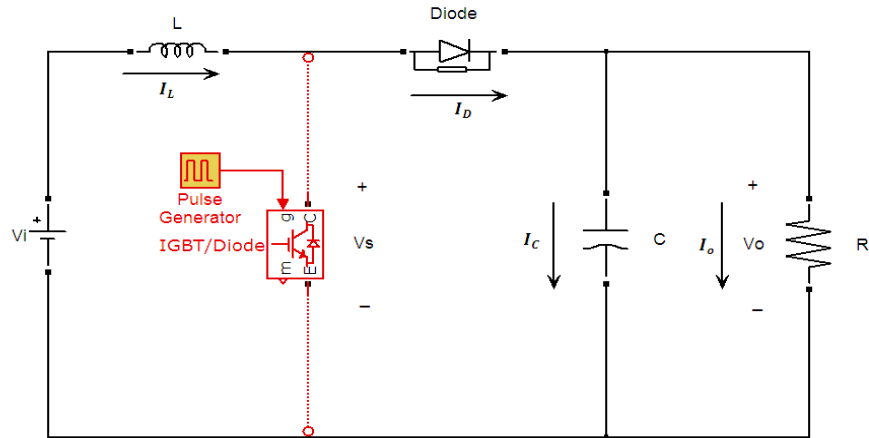 Diode
L
I_L
I_D
Pulse
Generator
g C
IGBT/Diode
m E
+
Vs
−
+
Vi
I_C
C
I_o
+
Vo
−
R